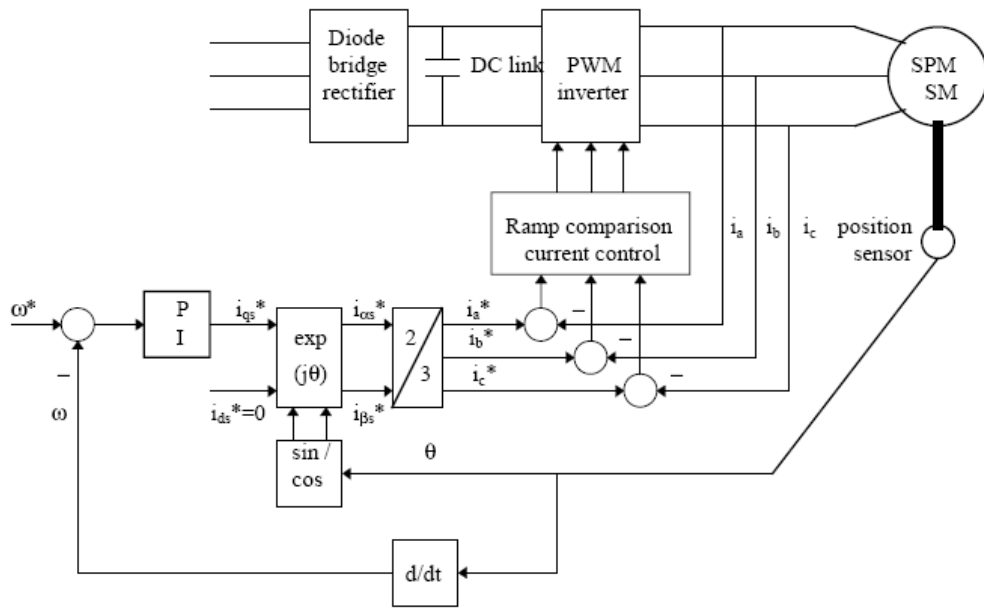 Diode
bridge
rectifier
DC link
PWM
inverter
SPM
SM
Ramp comparison
current control
i_a
i_b
i_c
position
sensor
ω*
P
I
i_qs*
exp
(jθ)
i_αs*
2
3
i_a*
i_b*
i_c*
–
–
–
–
ω
i_ds*=0
i_βs*
sin /
cos
θ
d/dt